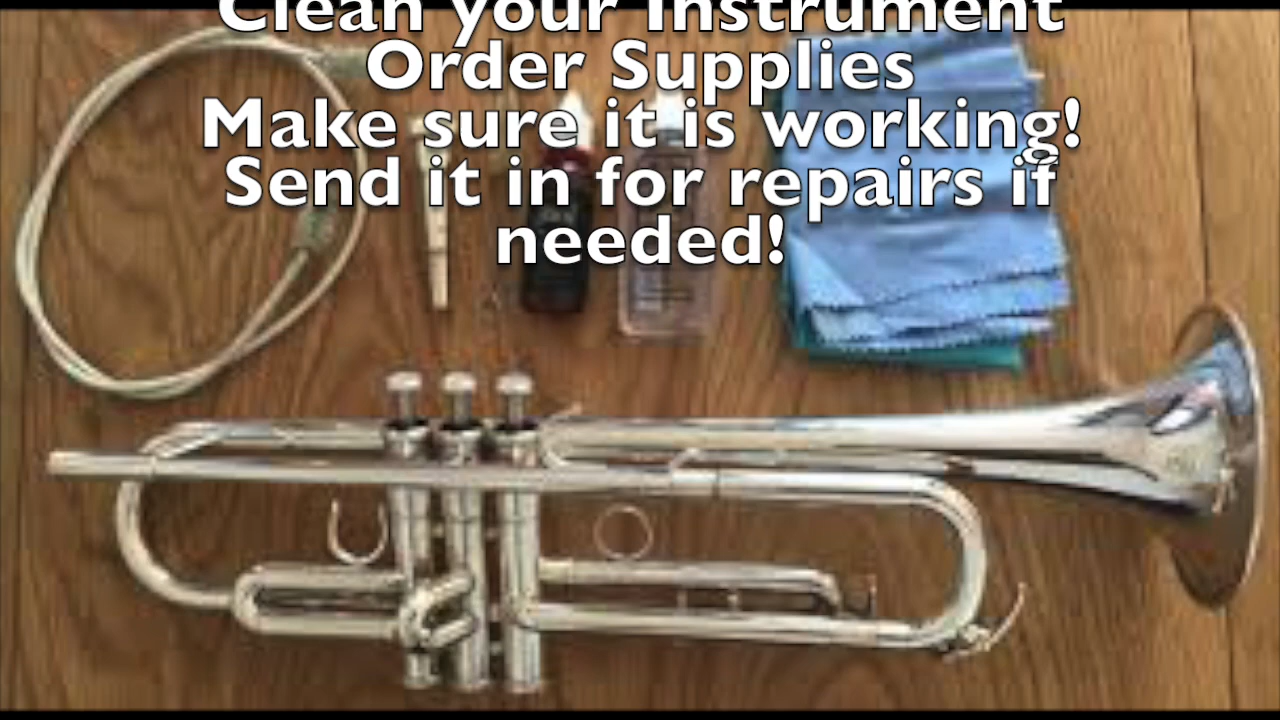 Clean your Instrument
Order Supplies
Make sure it is working!
Send it in for repairs if
needed!